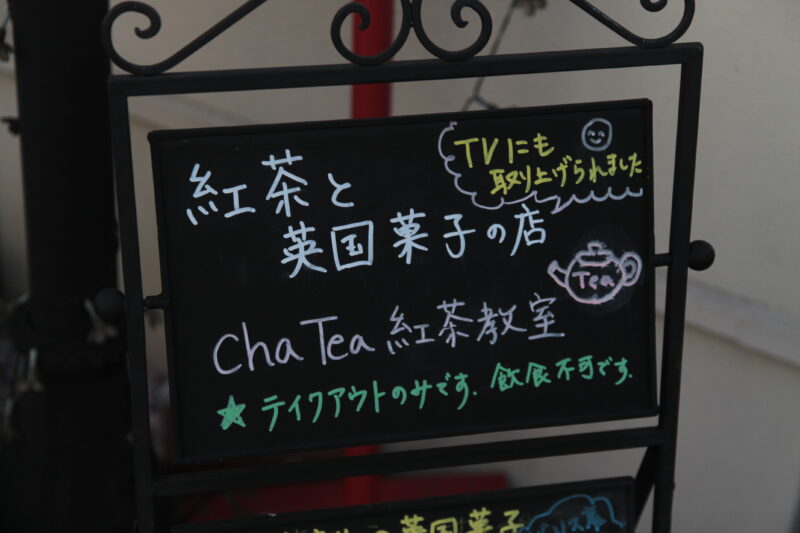 TVにも
取り上げられました
紅茶と
英国菓子の店
Tea
ChaTea 紅茶教室
★テイクアウトのみです. 飲食不可です.
英国菓子